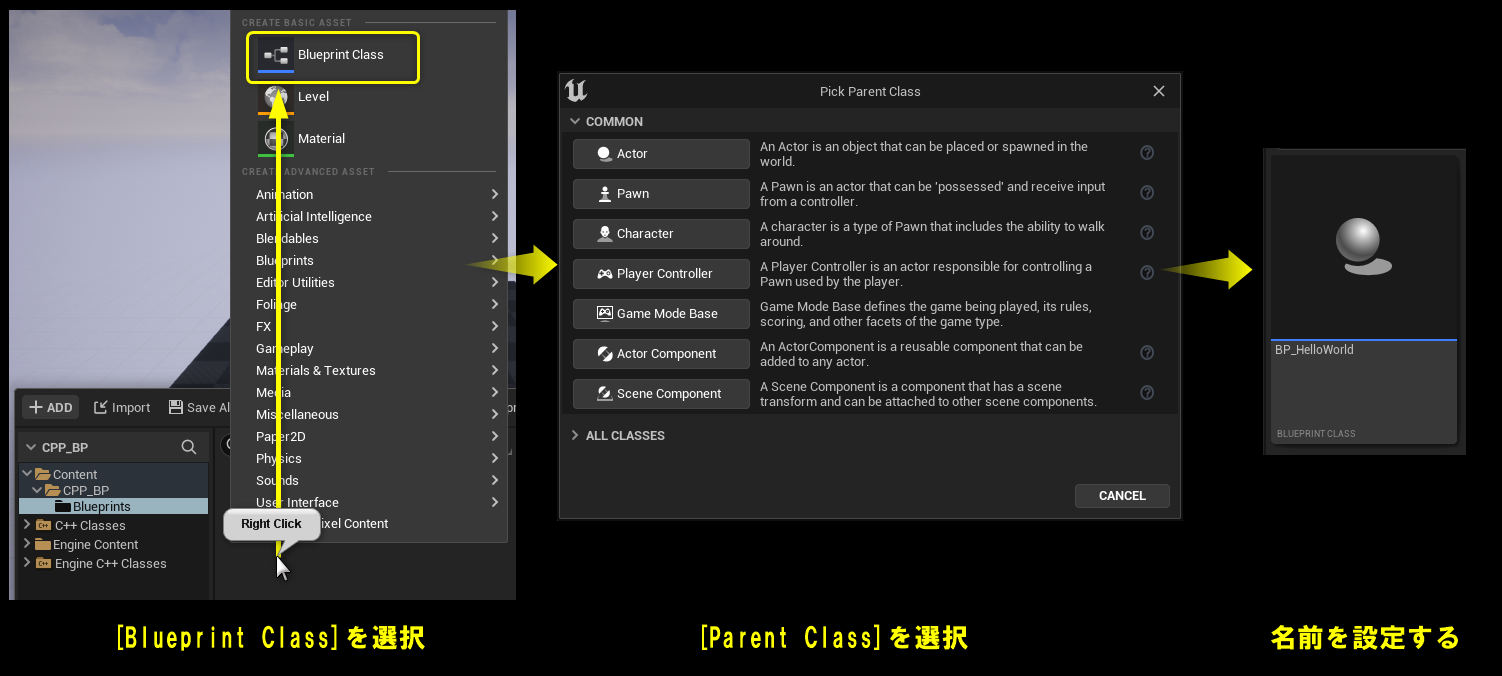 CREATE BASIC ASSET
Blueprint Class
Level
Material
CREATE ADVANCED ASSET
Animation
Artificial Intelligence
Blendables
Blueprints
Editor Utilities
Foliage
FX
Gameplay
Materials & Textures
Media
Miscellaneous
Paper2D
Physics
Sounds
User Interface
ixel Content
Right Click
ADD
Import
Save Al
CPP_BP
Content
CPP_BP
Blueprints
C++ Classes
Engine Content
Engine C++ Classes
[Blueprint Class]を選択
Pick Parent Class
COMMON
Actor
An Actor is an object that can be placed or spawned in the
world.
Pawn
A Pawn is an actor that can be 'possessed' and receive input
from a controller.
Character
A character is a type of Pawn that includes the ability to walk
around.
Player Controller
A Player Controller is an actor responsible for controlling a
Pawn used by the player.
Game Mode Base
Game Mode Base defines the game being played, its rules,
scoring, and other facets of the game type.
Actor Component
An ActorComponent is a reusable component that can be
added to any actor.
Scene Component
A Scene Component is a component that has a scene
transform and can be attached to other scene components.
ALL CLASSES
CANCEL
[Parent Class]を選択
BP_HelloWorld
BLUEPRINT CLASS
名前を設定する